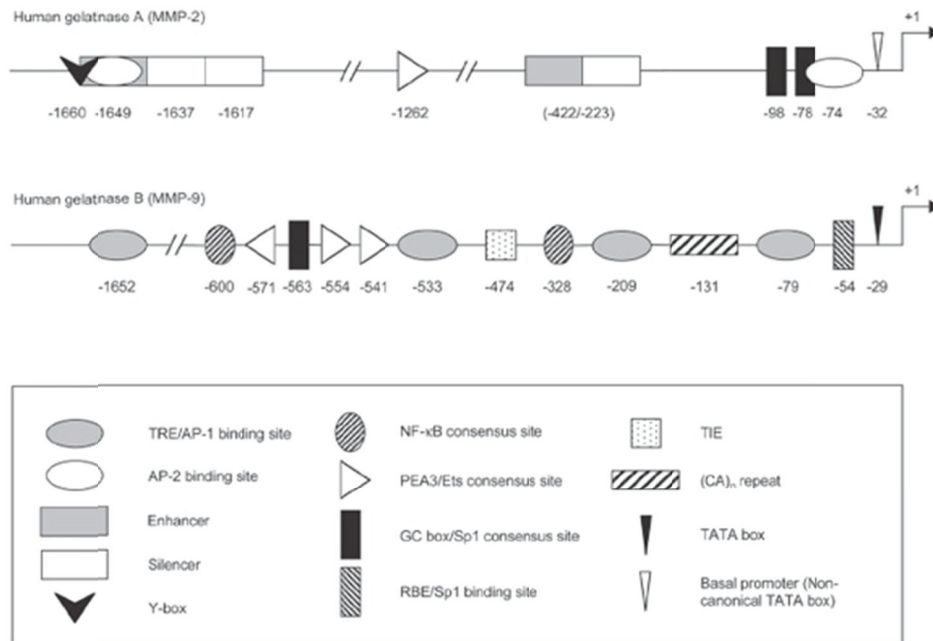 Human gelatnase A (MMP-2)
+1
-1660 -1649 -1637 -1617 -1262 (-422/-223) -98 -78 -74 -32
Human gelatnase B (MMP-9)
+1
-1652 -600 -571 -563 -554 -541 -533 -474 -328 -209 -131 -79 -54 -29
TRE/AP-1 binding site
AP-2 binding site
Enhancer
Silencer
Y-box
NF-κB consensus site
PEA3/Ets consensus site
GC box/Sp1 consensus site
RBE/Sp1 binding site
TIE
(CA)ₙ repeat
TATA box
Basal promoter (Non-
canonical TATA box)